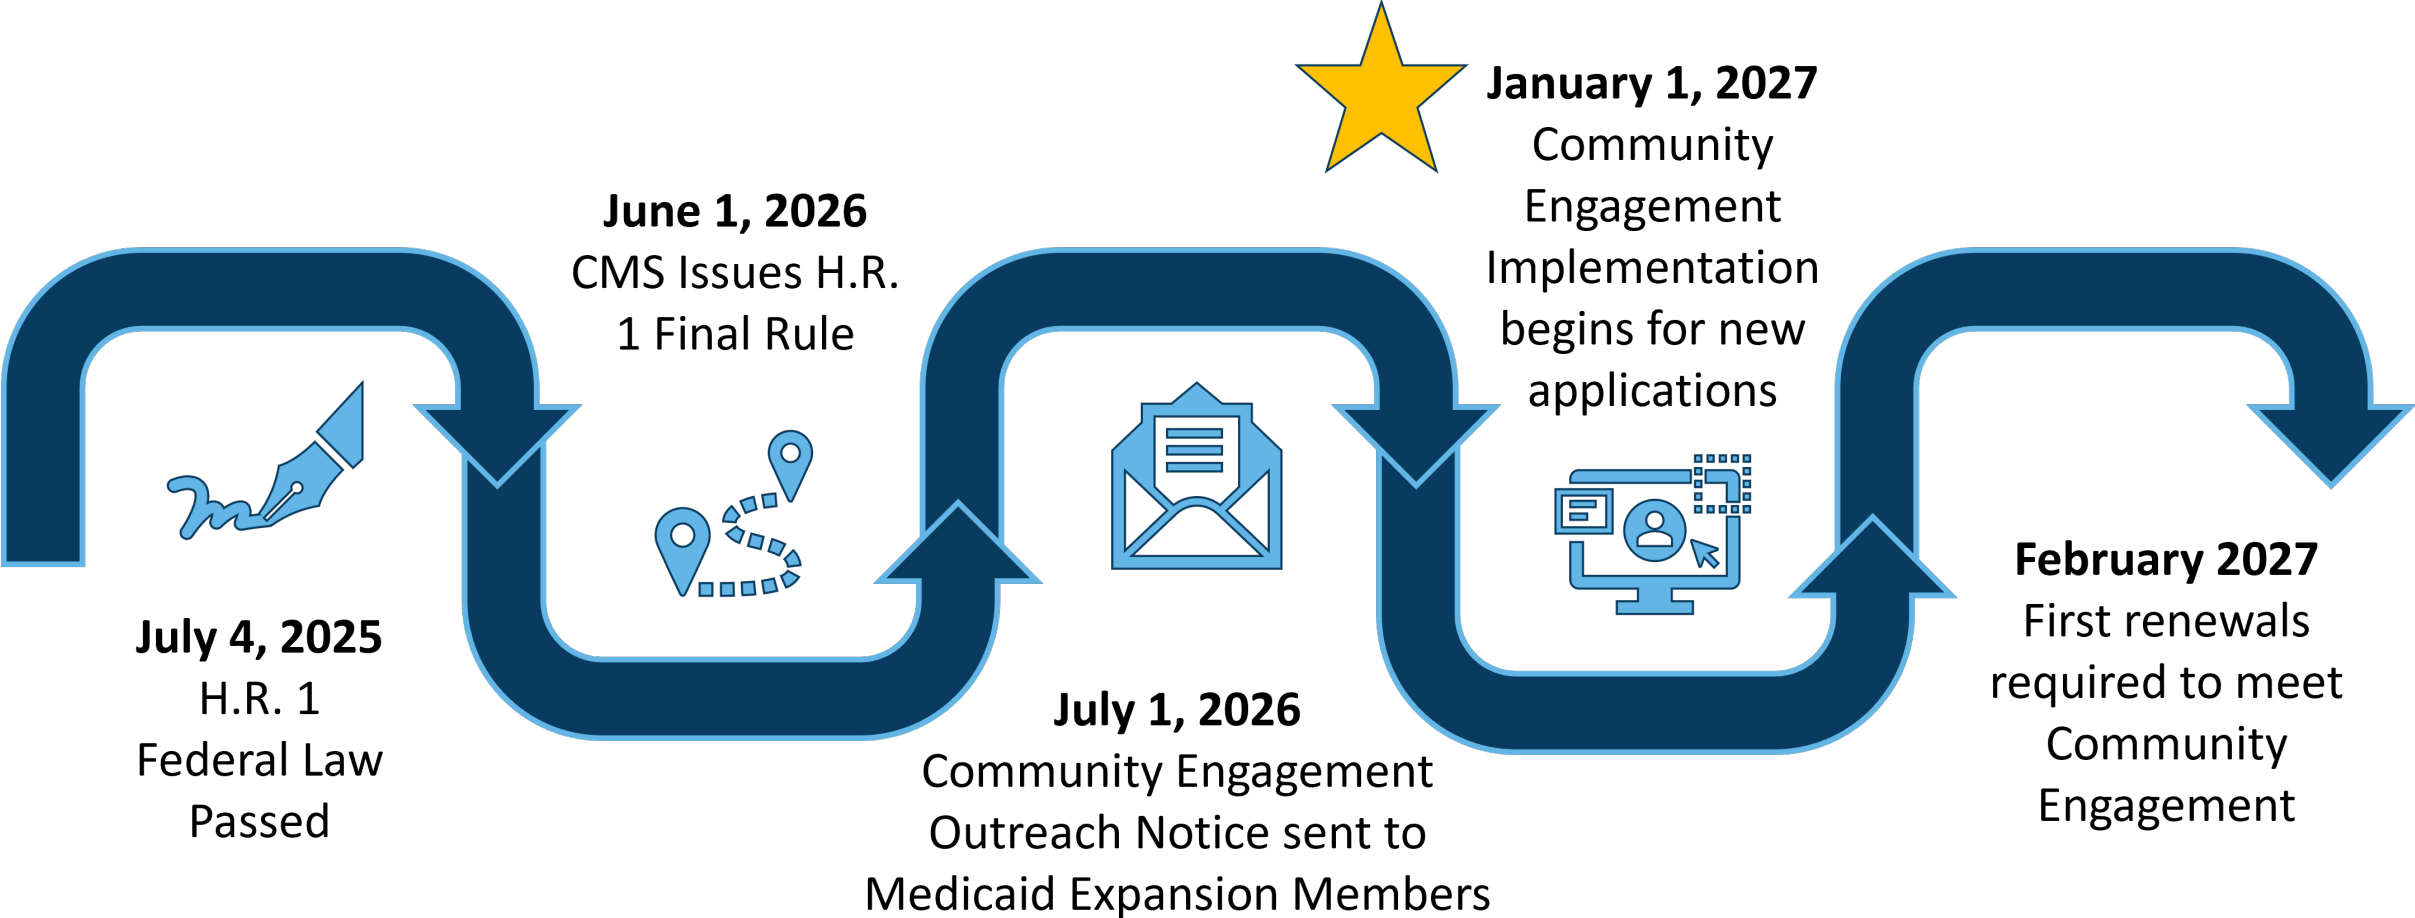 July 4, 2025
H.R. 1
Federal Law
Passed
June 1, 2026
CMS Issues H.R.
1 Final Rule
July 1, 2026
Community Engagement
Outreach Notice sent to
Medicaid Expansion Members
January 1, 2027
Community
Engagement
Implementation
begins for new
applications
February 2027
First renewals
required to meet
Community
Engagement